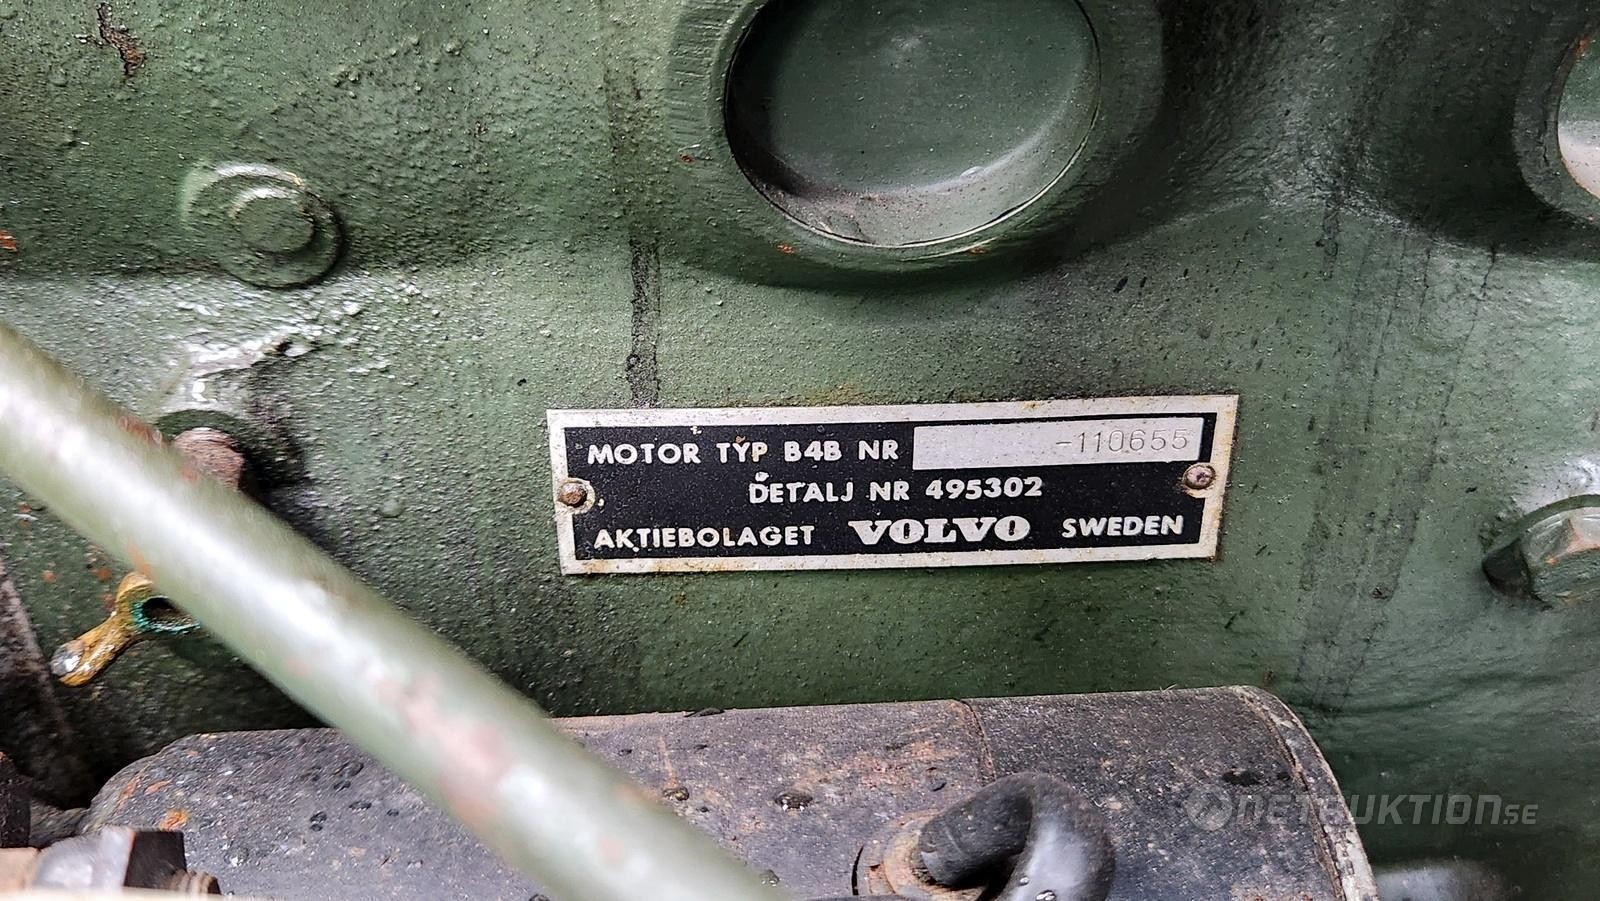 MOTOR TYP B4B NR -110655
DETALJ NR 495302
AKTIEBOLAGET VOLVO SWEDEN
NETAUKTION.SE